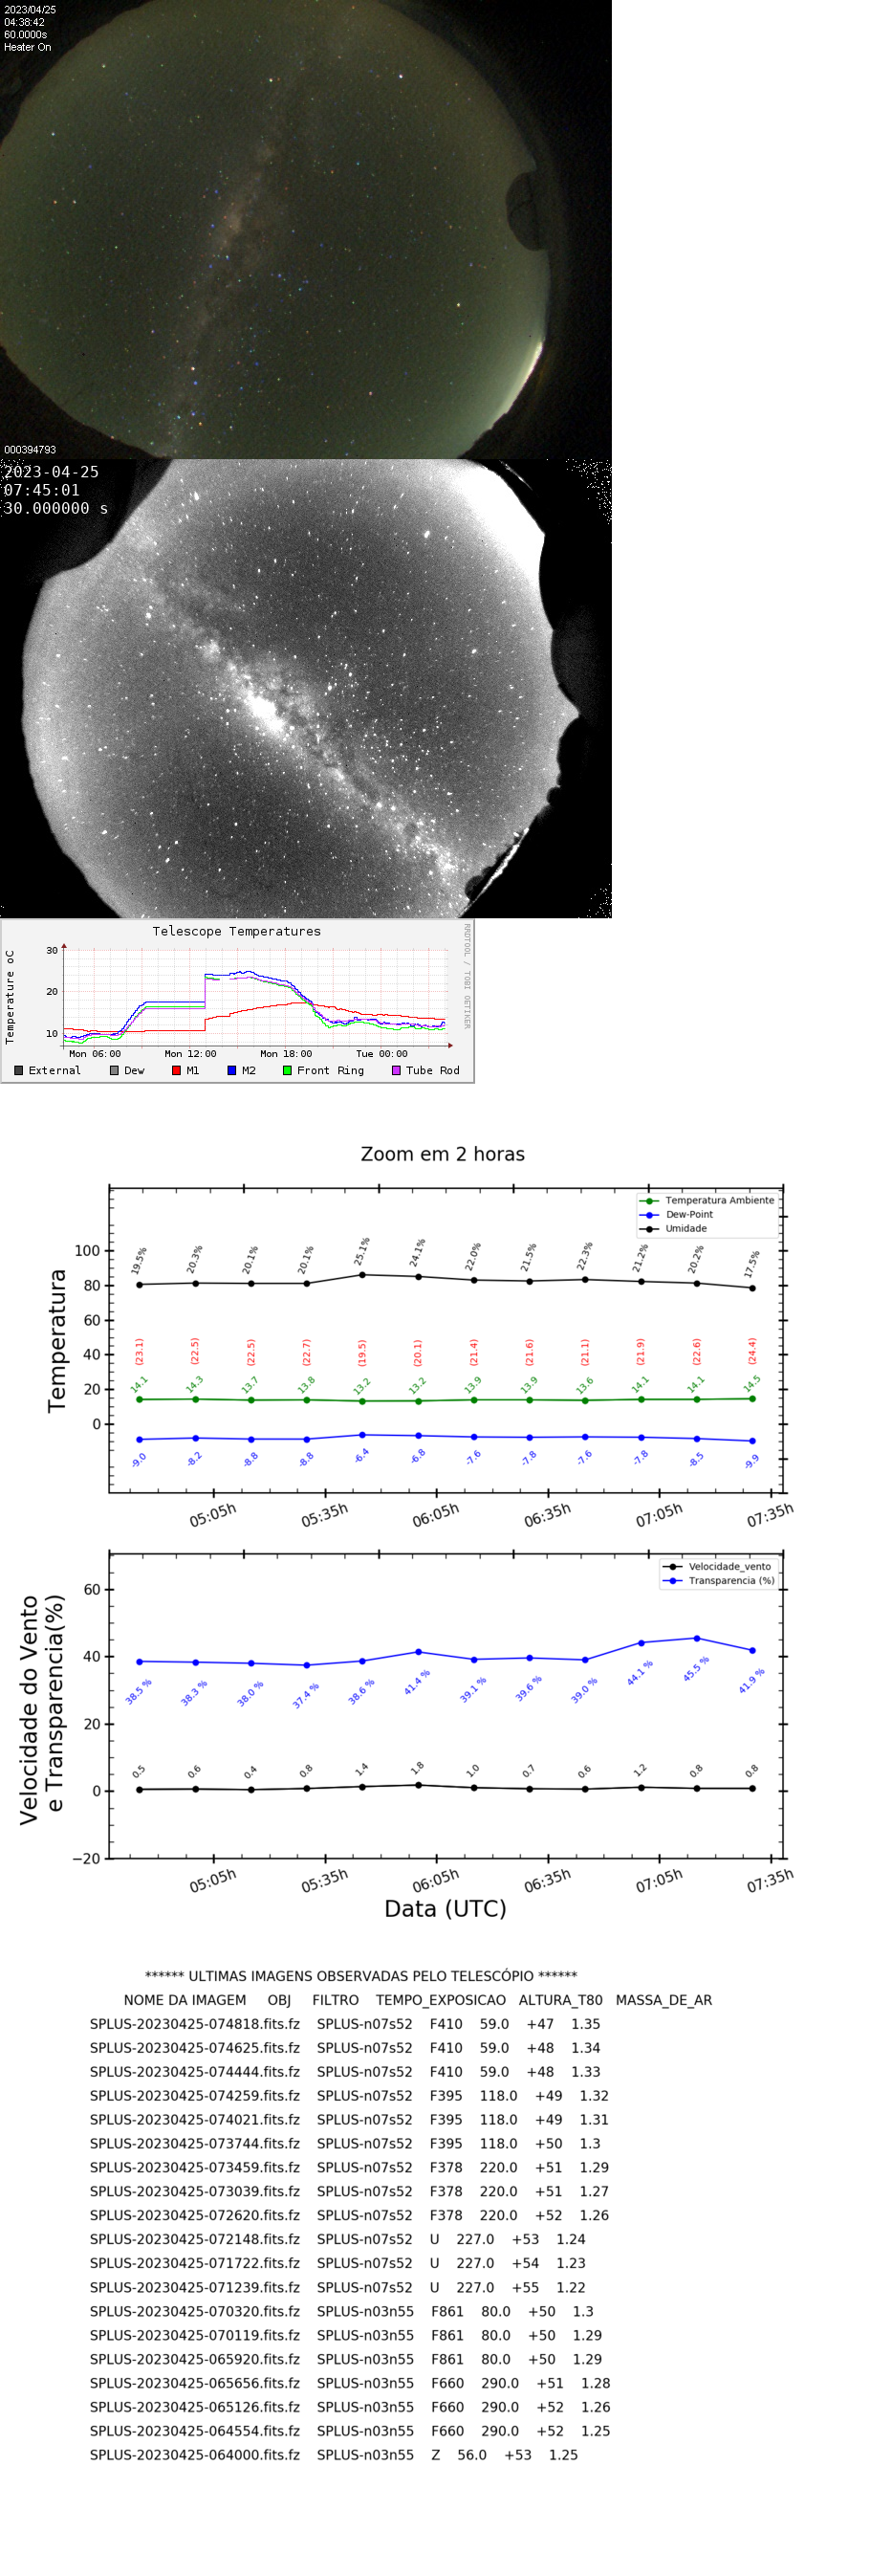 2023/04/25
04:38:42
60.0000s
Heater On
000394793
2023-04-25
07:45:01
30.000000 s
Telescope Temperatures
RRDTOOL / TOBI OETIKER
Temperature oC
30
20
10
Mon 06:00 Mon 12:00 Mon 18:00 Tue 00:00
External Dew M1 M2 Front Ring Tube Rod
Zoom em 2 horas
Temperatura Ambiente
Dew-Point
Umidade
Temperatura
100
80
60
40
20
0
19.5% 20.3% 20.1% 20.1% 25.1% 24.1% 22.0% 21.5% 22.3% 21.2% 20.2% 17.5%
(23.1) (22.5) (22.5) (22.7) (19.5) (20.1) (21.4) (21.6) (21.1) (21.9) (22.6) (24.4)
14.1 14.3 13.7 13.8 13.2 13.2 13.9 13.9 13.6 14.1 14.1 14.5
-9.0 -8.2 -8.8 -8.8 -6.4 -6.8 -7.6 -7.8 -7.6 -7.8 -8.5 -9.9
05:05h 05:35h 06:05h 06:35h 07:05h 07:35h
Velocidade_vento
Transparencia (%)
Velocidade do Vento
e Transparencia(%)
60
40
20
0
−20
38.5 % 38.3 % 38.0 % 37.4 % 38.6 % 41.4 % 39.1 % 39.6 % 39.0 % 44.1 % 45.5 % 41.9 %
0.5 0.6 0.4 0.8 1.4 1.8 1.0 0.7 0.6 1.2 0.8 0.8
05:05h 05:35h 06:05h 06:35h 07:05h 07:35h
Data (UTC)
****** ULTIMAS IMAGENS OBSERVADAS PELO TELESCÓPIO ******
NOME DA IMAGEM OBJ FILTRO TEMPO_EXPOSICAO ALTURA_T80 MASSA_DE_AR
SPLUS-20230425-074818.fits.fz SPLUS-n07s52 F410 59.0 +47 1.35
SPLUS-20230425-074625.fits.fz SPLUS-n07s52 F410 59.0 +48 1.34
SPLUS-20230425-074444.fits.fz SPLUS-n07s52 F410 59.0 +48 1.33
SPLUS-20230425-074259.fits.fz SPLUS-n07s52 F395 118.0 +49 1.32
SPLUS-20230425-074021.fits.fz SPLUS-n07s52 F395 118.0 +49 1.31
SPLUS-20230425-073744.fits.fz SPLUS-n07s52 F395 118.0 +50 1.3
SPLUS-20230425-073459.fits.fz SPLUS-n07s52 F378 220.0 +51 1.29
SPLUS-20230425-073039.fits.fz SPLUS-n07s52 F378 220.0 +51 1.27
SPLUS-20230425-072620.fits.fz SPLUS-n07s52 F378 220.0 +52 1.26
SPLUS-20230425-072148.fits.fz SPLUS-n07s52 U 227.0 +53 1.24
SPLUS-20230425-071722.fits.fz SPLUS-n07s52 U 227.0 +54 1.23
SPLUS-20230425-071239.fits.fz SPLUS-n07s52 U 227.0 +55 1.22
SPLUS-20230425-070320.fits.fz SPLUS-n03n55 F861 80.0 +50 1.3
SPLUS-20230425-070119.fits.fz SPLUS-n03n55 F861 80.0 +50 1.29
SPLUS-20230425-065920.fits.fz SPLUS-n03n55 F861 80.0 +50 1.29
SPLUS-20230425-065656.fits.fz SPLUS-n03n55 F660 290.0 +51 1.28
SPLUS-20230425-065126.fits.fz SPLUS-n03n55 F660 290.0 +52 1.26
SPLUS-20230425-064554.fits.fz SPLUS-n03n55 F660 290.0 +52 1.25
SPLUS-20230425-064000.fits.fz SPLUS-n03n55 Z 56.0 +53 1.25